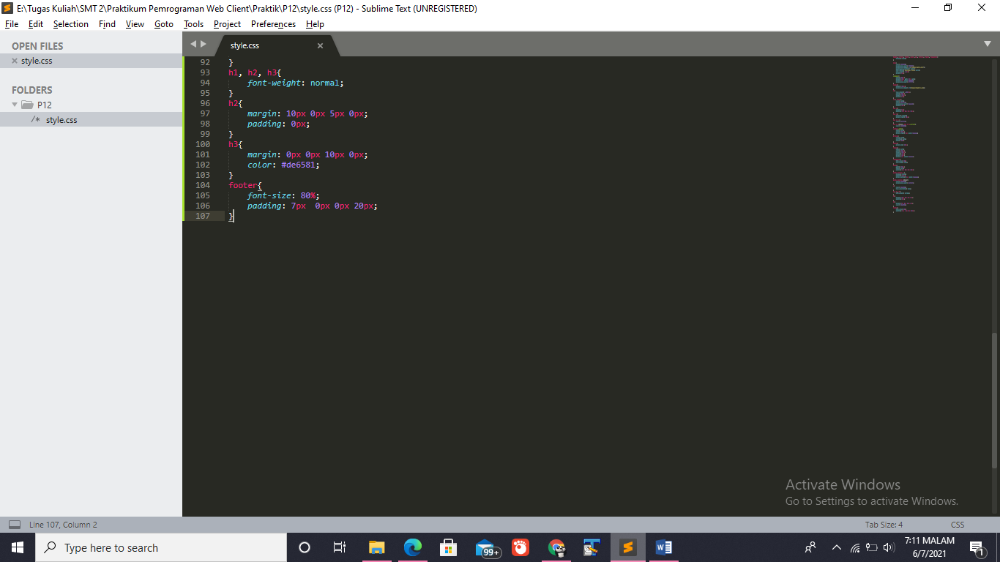 E:\Tugas Kuliah\SMT 2\Praktikum Pemrograman Web Client\Praktik\P12\style.css (P12) - Sublime Text (UNREGISTERED)
File Edit Selection Find View Goto Tools Project Preferences Help
OPEN FILES
style.css
FOLDERS
P12
/* style.css
style.css
92 }
93 h1, h2, h3{
94 font-weight: normal;
95 }
96 h2{
97 margin: 10px 0px 5px 0px;
98 padding: 0px;
99 }
100 h3{
101 margin: 0px 0px 10px 0px;
102 color: #de6581;
103 }
104 footer{
105 font-size: 80%;
106 padding: 7px  0px 0px 20px;
107 }
Activate Windows
Go to Settings to activate Windows.
Line 107, Column 2
Tab Size: 4
CSS
Type here to search
99+
7:11 MALAM
6/7/2021
1